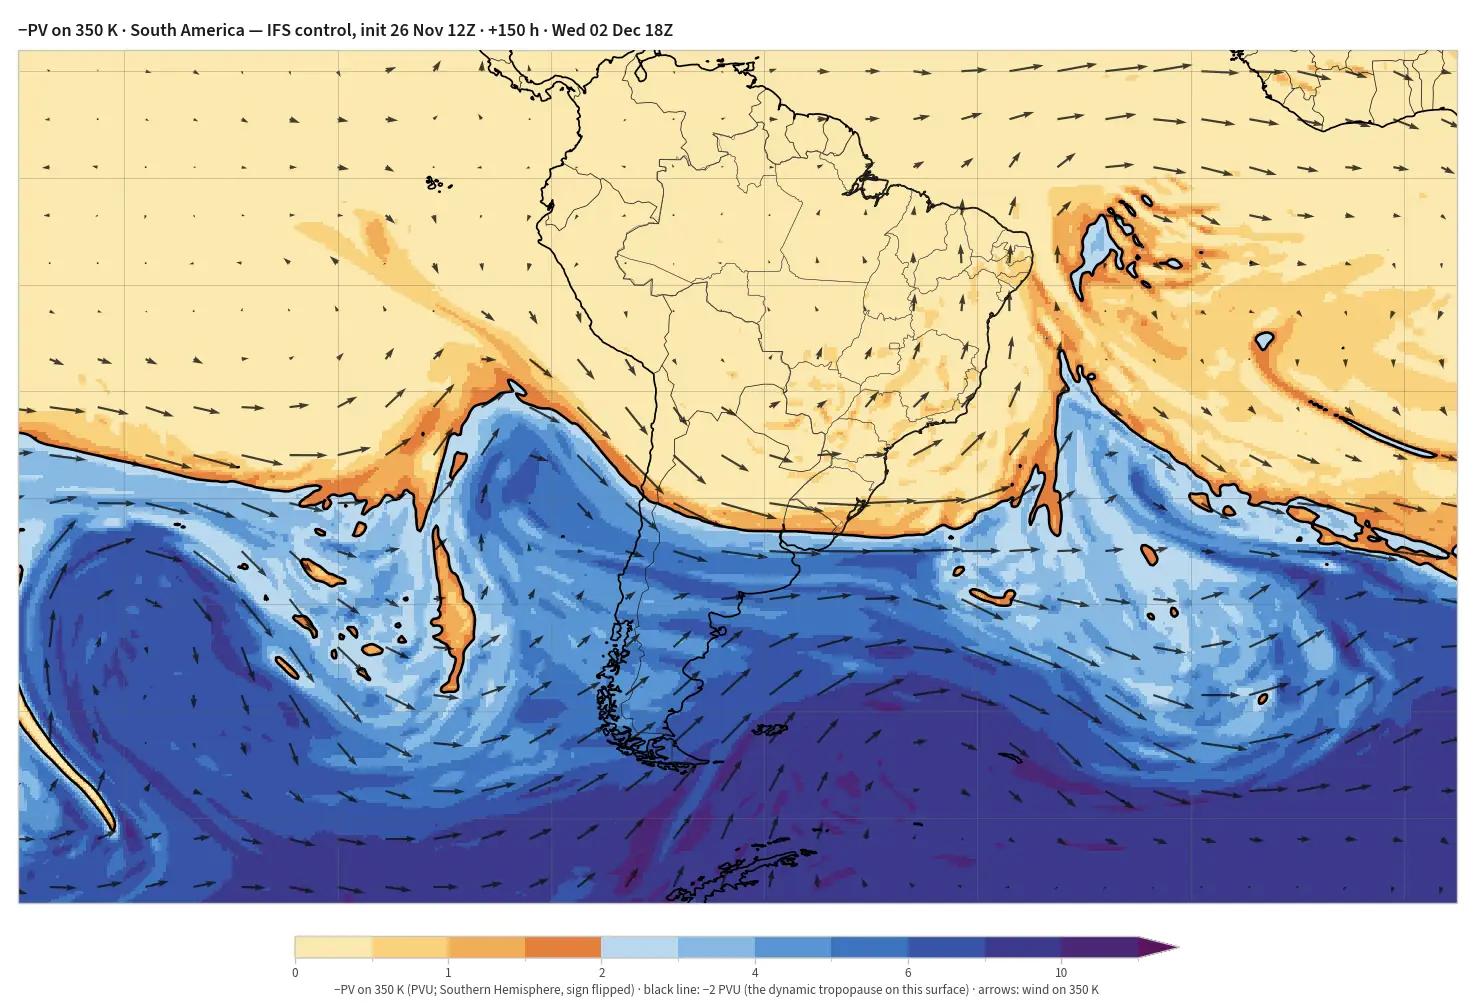 −PV on 350 K · South America — IFS control, init 26 Nov 12Z · +150 h · Wed 02 Dec 18Z
0 1 2 4 6 10
−PV on 350 K (PVU; Southern Hemisphere, sign flipped) · black line: −2 PVU (the dynamic tropopause on this surface) · arrows: wind on 350 K